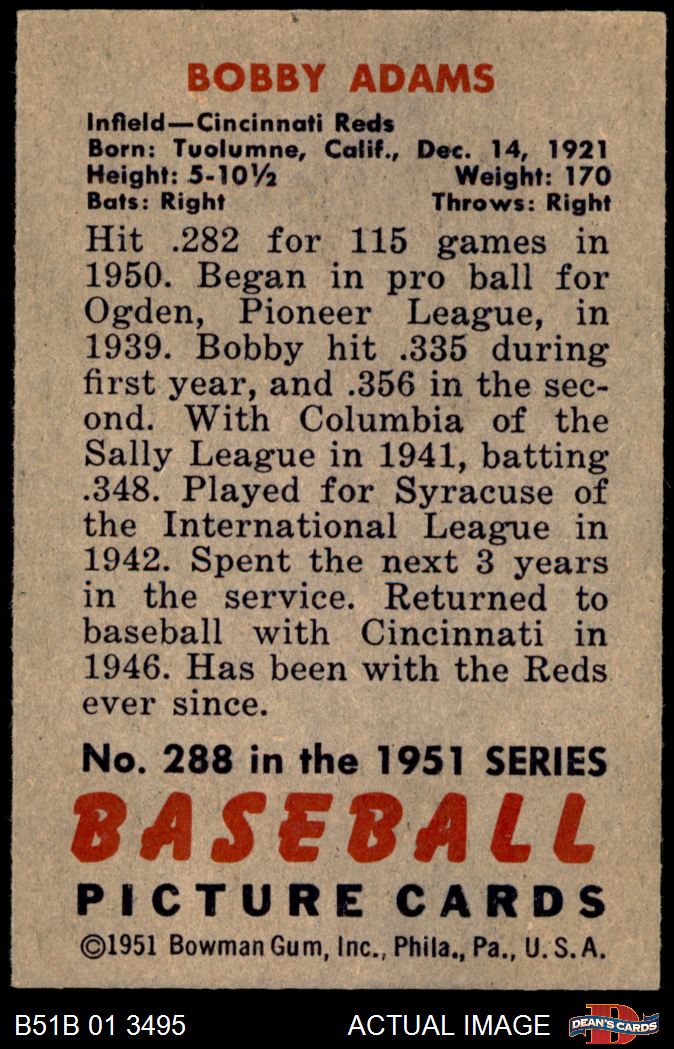 BOBBY ADAMS
Infield—Cincinnati Reds
Born: Tuolumne, Calif., Dec. 14, 1921
Height: 5-10½ Weight: 170
Bats: Right Throws: Right
Hit .282 for 115 games in
1950. Began in pro ball for
Ogden, Pioneer League, in
1939. Bobby hit .335 during
first year, and .356 in the sec-
ond. With Columbia of the
Sally League in 1941, batting
.348. Played for Syracuse of
the International League in
1942. Spent the next 3 years
in the service. Returned to
baseball with Cincinnati in
1946. Has been with the Reds
ever since.
No. 288 in the 1951 SERIES
BASEBALL
PICTURE CARDS
©1951 Bowman Gum, Inc., Phila., Pa., U.S.A.
B51B 01 3495 ACTUAL IMAGE D DEAN'S CARDS